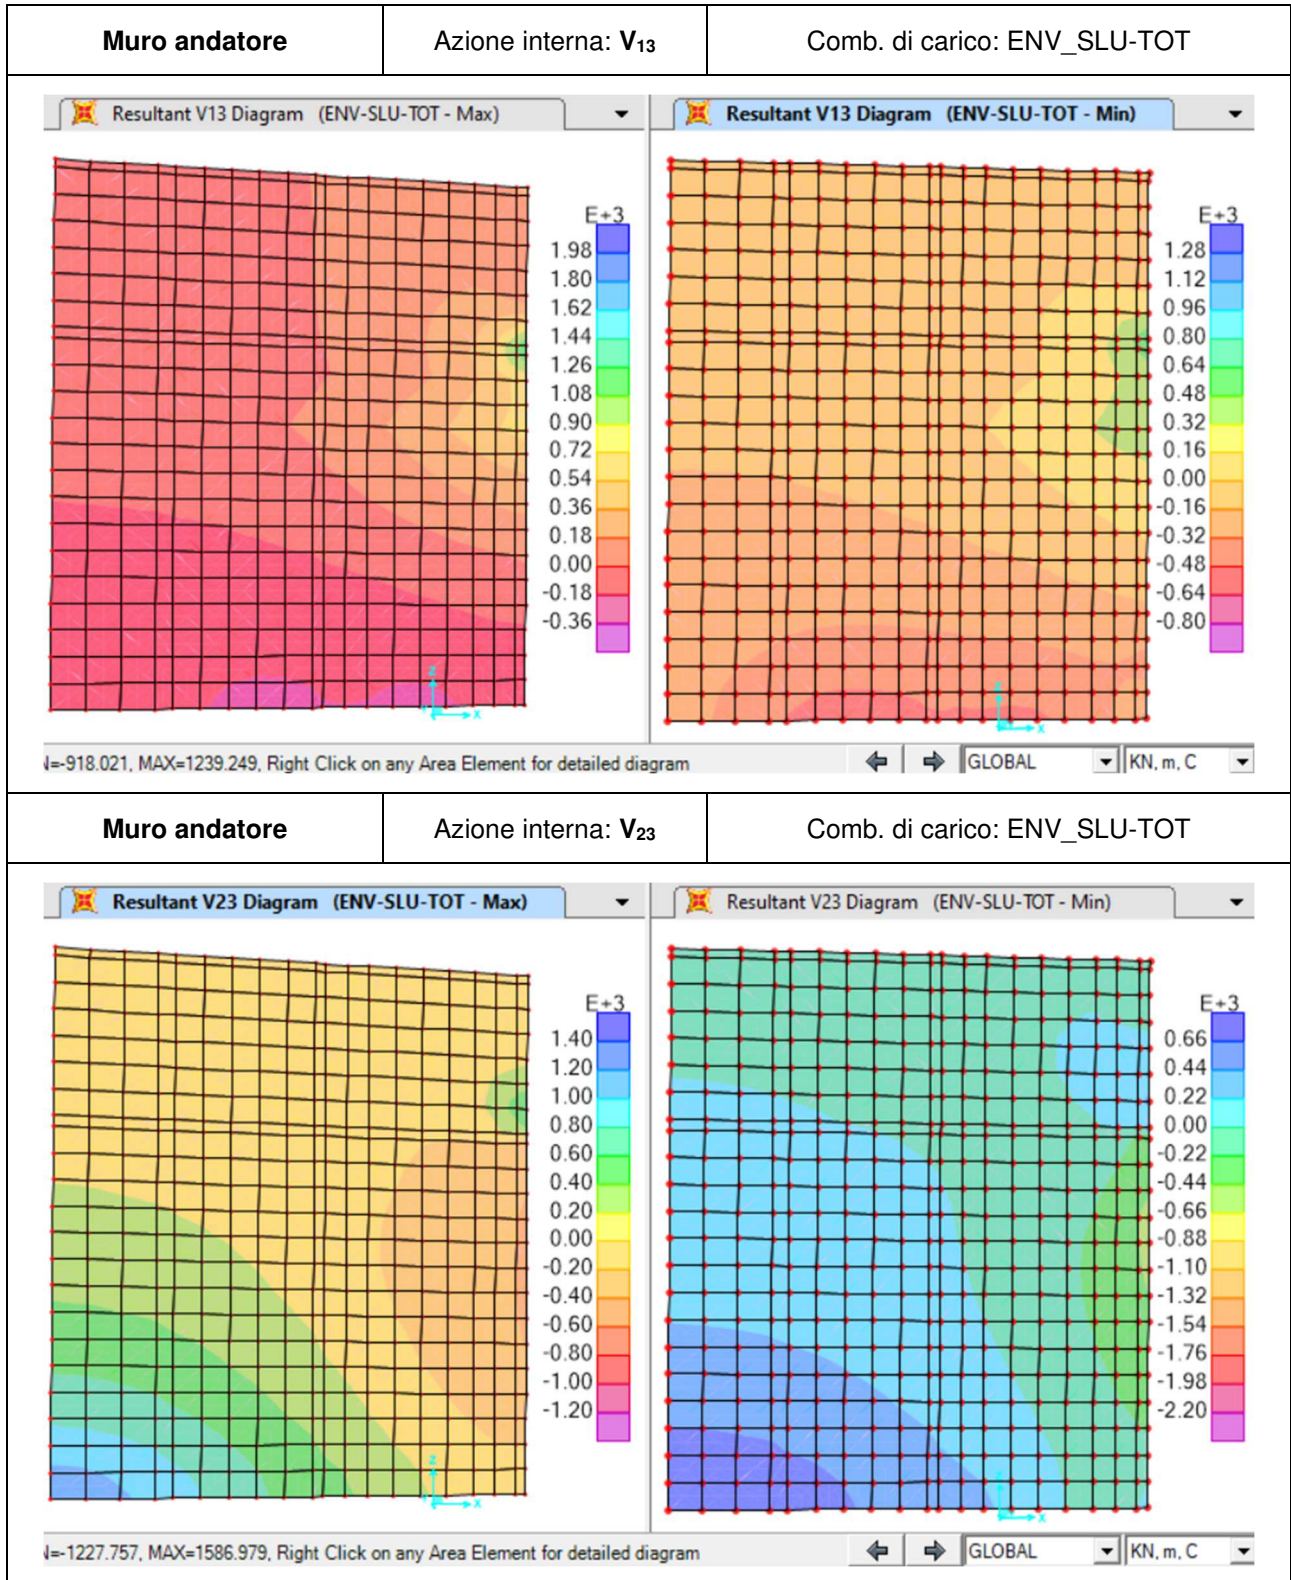 Muro andatore Azione interna: V13 Comb. di carico: ENV_SLU-TOT
Resultant V13 Diagram (ENV-SLU-TOT - Max)
Resultant V13 Diagram (ENV-SLU-TOT - Min)
E+3
1.98
1.80
1.62
1.44
1.26
1.08
0.90
0.72
0.54
0.36
0.18
0.00
-0.18
-0.36
Z
X
E+3
1.28
1.12
0.96
0.80
0.64
0.48
0.32
0.16
0.00
-0.16
-0.32
-0.48
-0.64
-0.80
Z
X
N=-918.021, MAX=1239.249, Right Click on any Area Element for detailed diagram
GLOBAL
KN, m, C
Muro andatore Azione interna: V23 Comb. di carico: ENV_SLU-TOT
Resultant V23 Diagram (ENV-SLU-TOT - Max)
Resultant V23 Diagram (ENV-SLU-TOT - Min)
E+3
1.40
1.20
1.00
0.80
0.60
0.40
0.20
0.00
-0.20
-0.40
-0.60
-0.80
-1.00
-1.20
Z
X
E+3
0.66
0.44
0.22
0.00
-0.22
-0.44
-0.66
-0.88
-1.10
-1.32
-1.54
-1.76
-1.98
-2.20
Z
X
N=-1227.757, MAX=1586.979, Right Click on any Area Element for detailed diagram
GLOBAL
KN, m, C